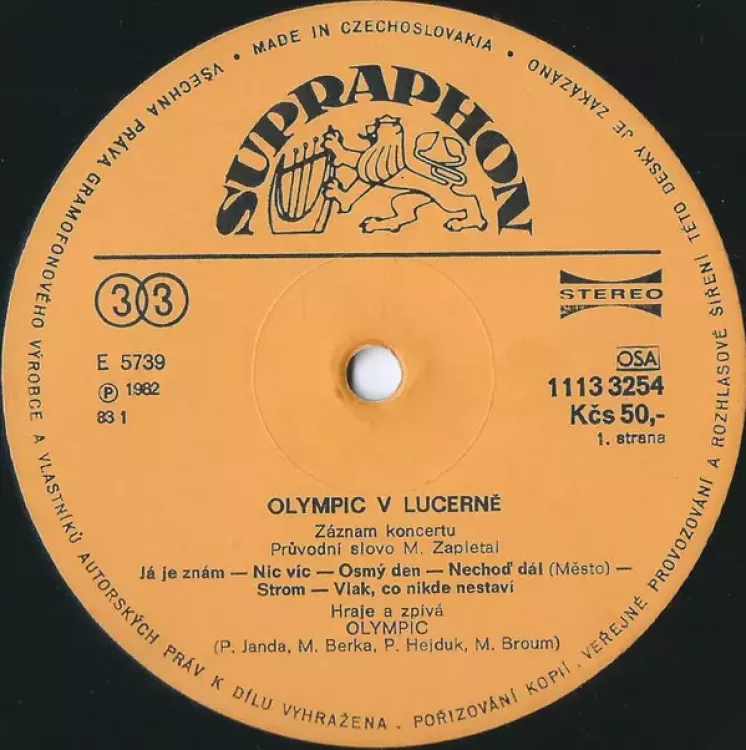 • MADE IN CZECHOSLOVAKIA •
SUPRAPHON
33
STEREO
E 5739
Ⓟ 1982
83 1
OSA
1113 3254
Kčs 50,-
1. strana
OLYMPIC V LUCERNĚ
Záznam koncertu
Průvodní slovo M. Zapletal
Já je znám — Nic víc — Osmý den — Nechoď dál (Město) —
Strom — Vlak, co nikde nestaví
Hraje a zpívá
OLYMPIC
(P. Janda, M. Berka, P. Hejduk, M. Broum)
VŠECHNA PRÁVA GRAMOFONOVÉHO VÝROBCE A VLASTNÍKŮ AUTORSKÝCH PRÁV K DÍLU VYHRAŽENA. POŘIZOVÁNÍ KOPIÍ, VEŘEJNÉ PROVOZOVÁNÍ A ROZHLASOVÉ ŠÍŘENÍ TÉTO DESKY JE ZAKÁZÁNO